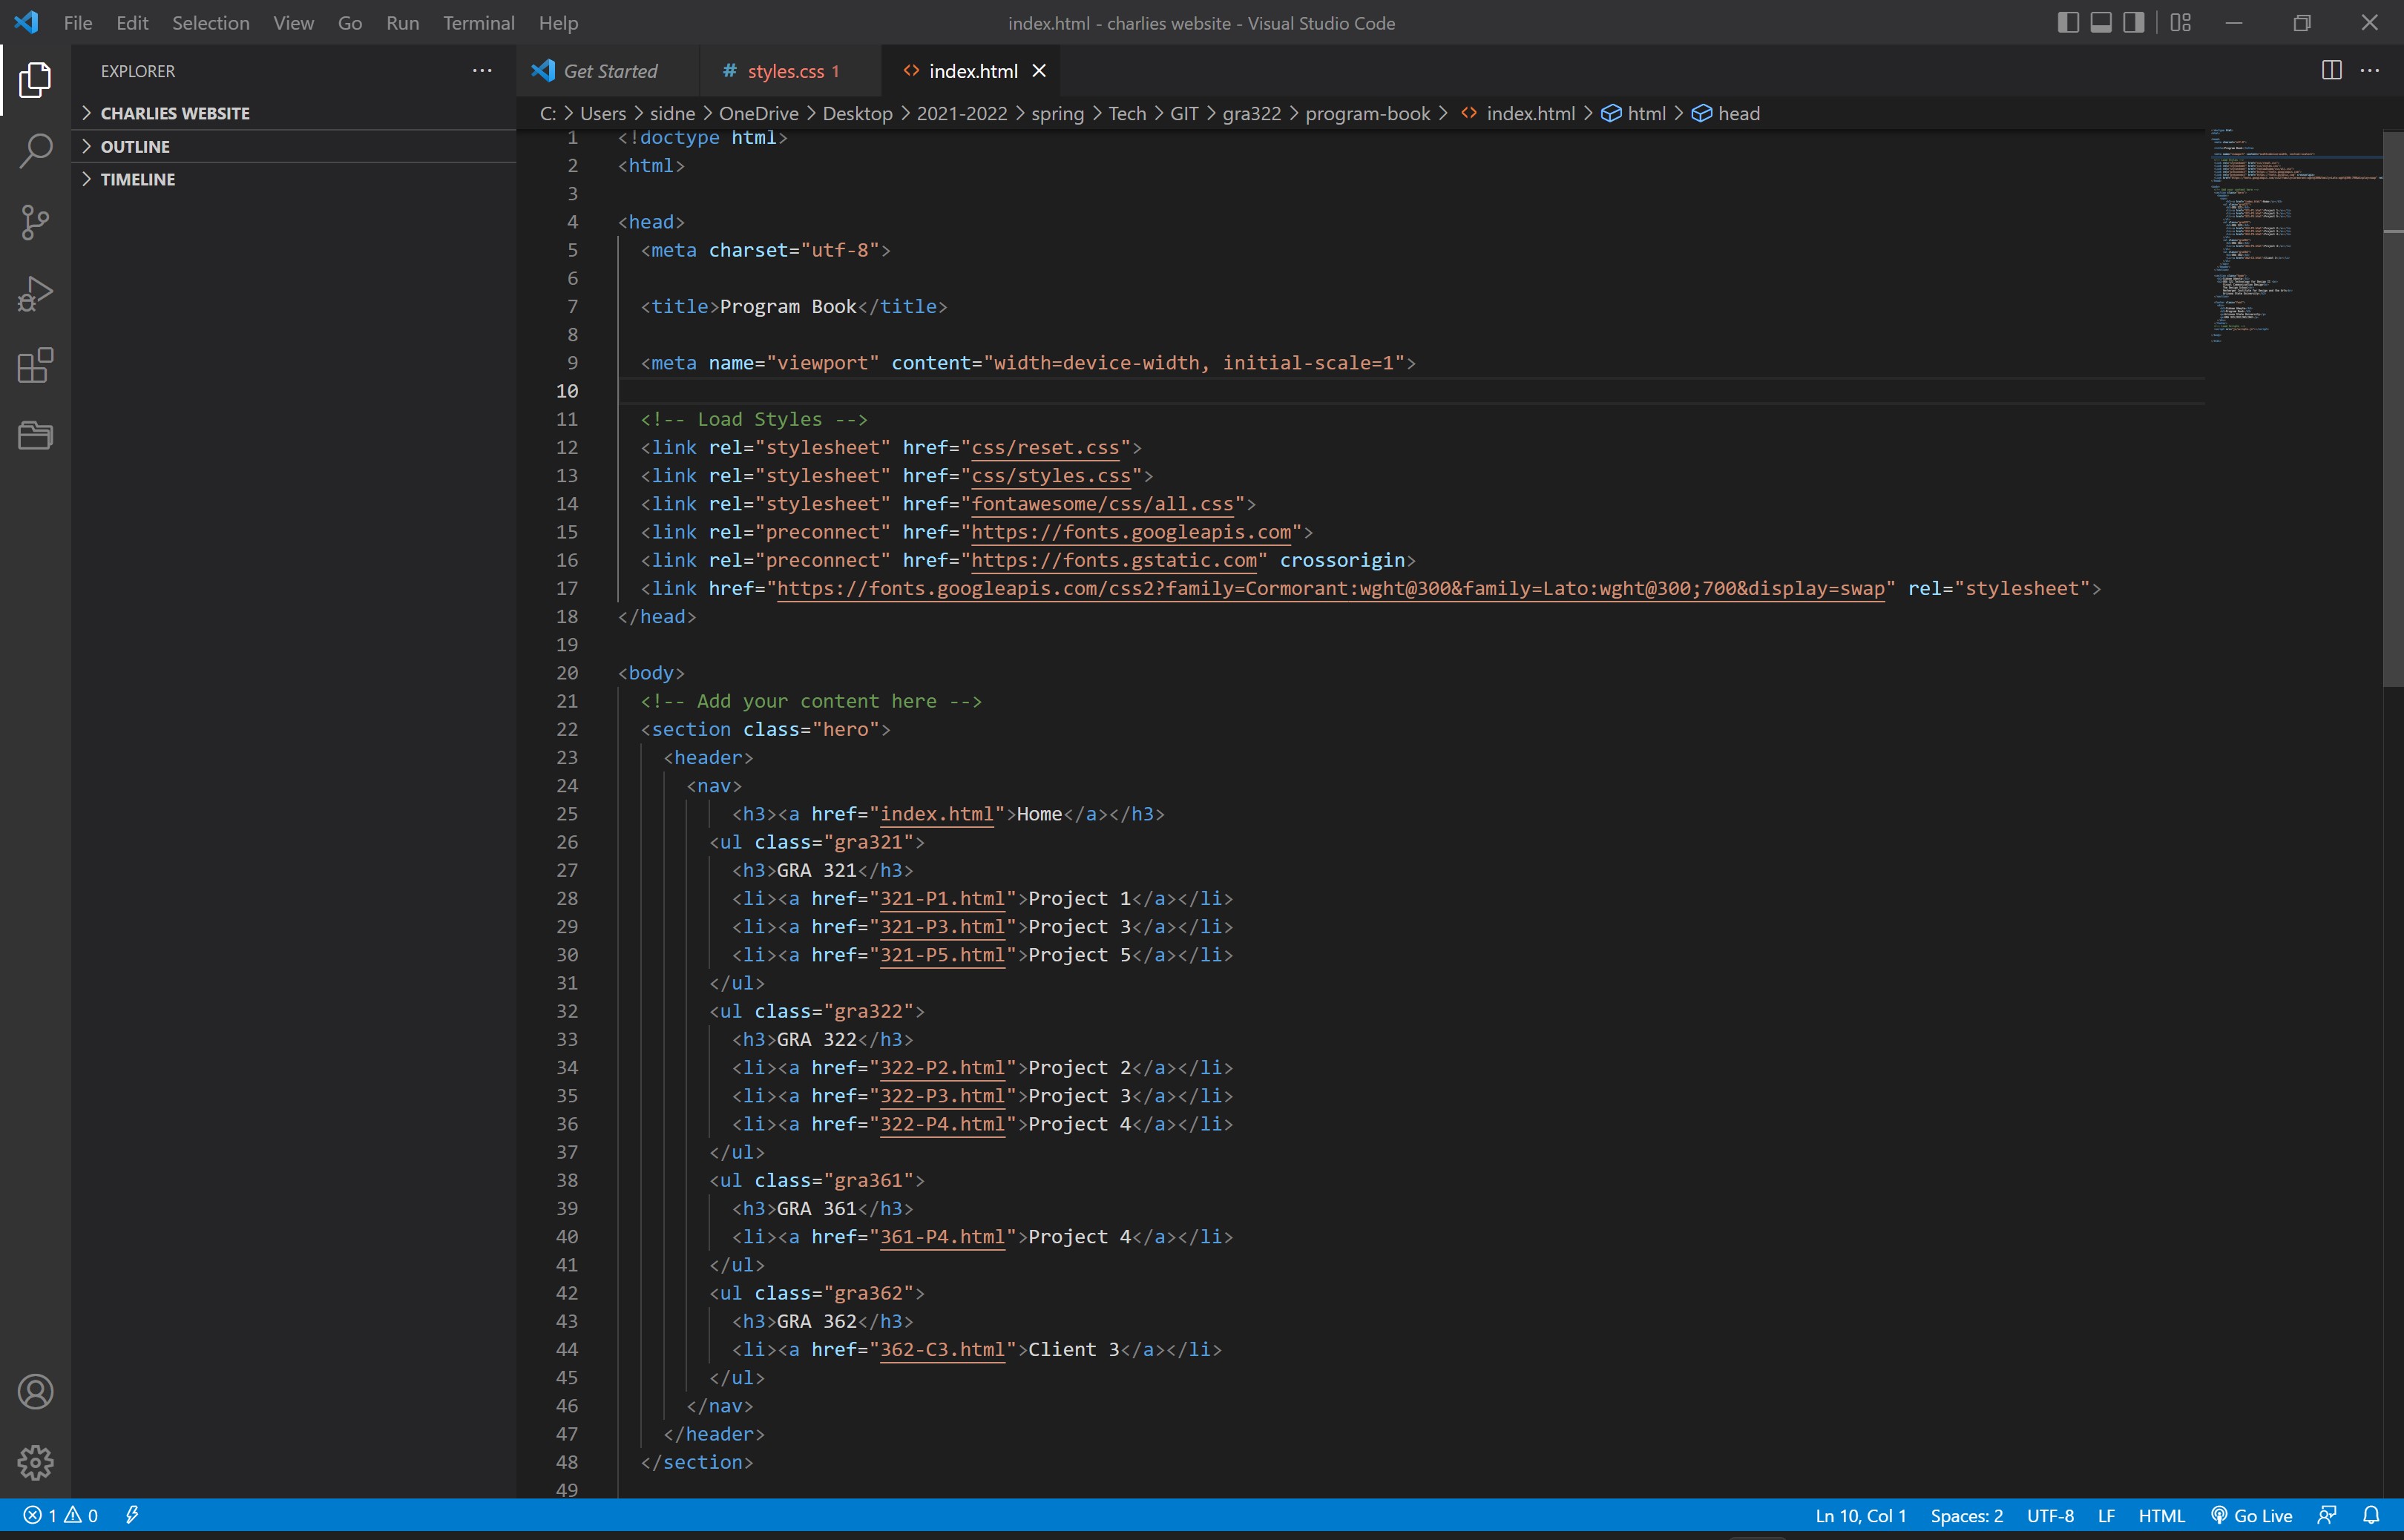 File Edit Selection View Go Run Terminal Help
index.html - charlies website - Visual Studio Code
EXPLORER
CHARLIES WEBSITE
OUTLINE
TIMELINE
Get Started
# styles.css 1
index.html
C: > Users > sidne > OneDrive > Desktop > 2021-2022 > spring > Tech > GIT > gra322 > program-book > <> index.html > html > head
1 <!doctype html>
2 <html>
3
4 <head>
5 <meta charset="utf-8">
6
7 <title>Program Book</title>
8
9 <meta name="viewport" content="width=device-width, initial-scale=1">
10
11 <!-- Load Styles -->
12 <link rel="stylesheet" href="css/reset.css">
13 <link rel="stylesheet" href="css/styles.css">
14 <link rel="stylesheet" href="fontawesome/css/all.css">
15 <link rel="preconnect" href="https://fonts.googleapis.com">
16 <link rel="preconnect" href="https://fonts.gstatic.com" crossorigin>
17 <link href="https://fonts.googleapis.com/css2?family=Cormorant:wght@300&family=Lato:wght@300;700&display=swap" rel="stylesheet">
18 </head>
19
20 <body>
21 <!-- Add your content here -->
22 <section class="hero">
23 <header>
24 <nav>
25 <h3><a href="index.html">Home</a></h3>
26 <ul class="gra321">
27 <h3>GRA 321</h3>
28 <li><a href="321-P1.html">Project 1</a></li>
29 <li><a href="321-P3.html">Project 3</a></li>
30 <li><a href="321-P5.html">Project 5</a></li>
31 </ul>
32 <ul class="gra322">
33 <h3>GRA 322</h3>
34 <li><a href="322-P2.html">Project 2</a></li>
35 <li><a href="322-P3.html">Project 3</a></li>
36 <li><a href="322-P4.html">Project 4</a></li>
37 </ul>
38 <ul class="gra361">
39 <h3>GRA 361</h3>
40 <li><a href="361-P4.html">Project 4</a></li>
41 </ul>
42 <ul class="gra362">
43 <h3>GRA 362</h3>
44 <li><a href="362-C3.html">Client 3</a></li>
45 </ul>
46 </nav>
47 </header>
48 </section>
49
1 0
Ln 10, Col 1 Spaces: 2 UTF-8 LF HTML Go Live